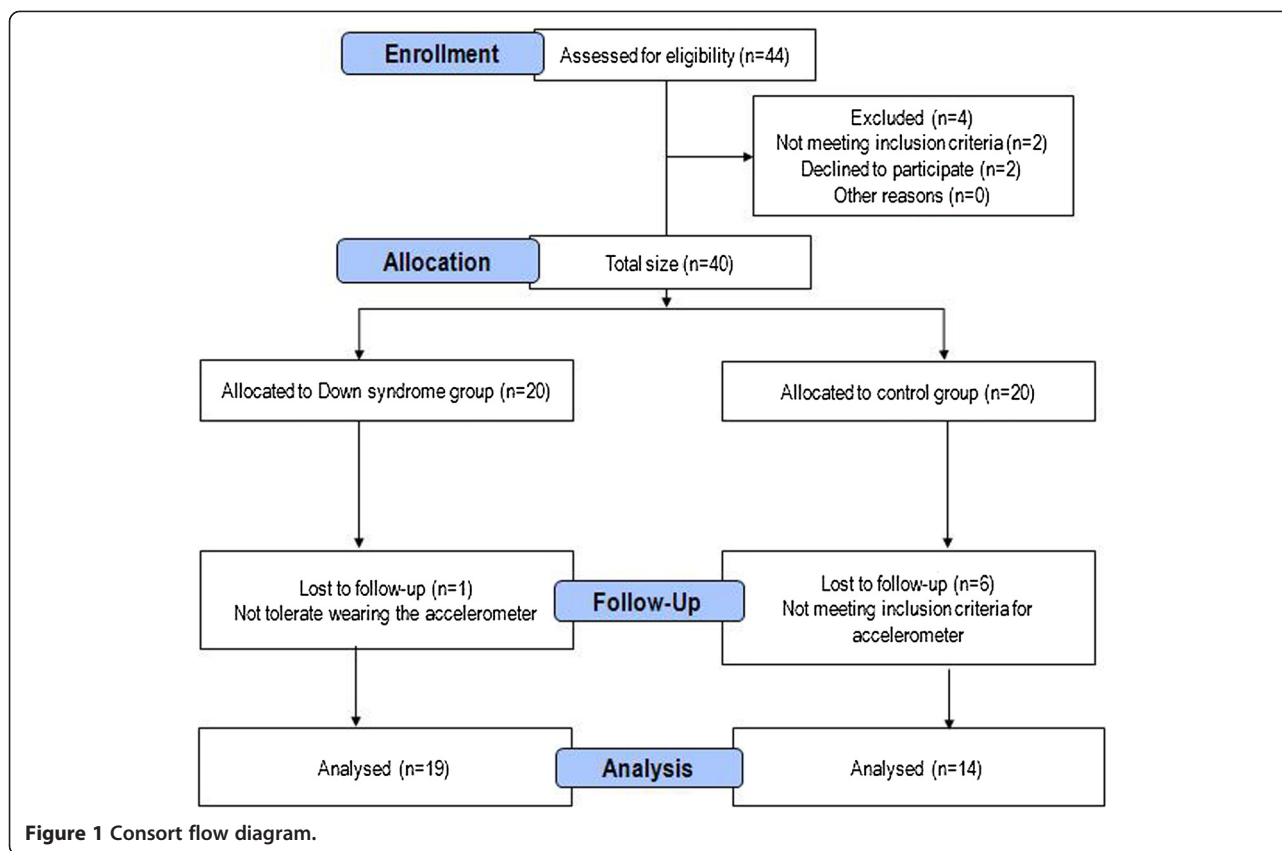 Enrollment
Assessed for eligibility (n=44)
Excluded (n=4)
Not meeting inclusion criteria (n=2)
Declined to participate (n=2)
Other reasons (n=0)
Allocation
Total size (n=40)
Allocated to Down syndrome group (n=20)
Allocated to control group (n=20)
Lost to follow-up (n=1)
Not tolerate wearing the accelerometer
Follow-Up
Lost to follow-up (n=6)
Not meeting inclusion criteria for
accelerometer
Analysed (n=19)
Analysis
Analysed (n=14)
Figure 1 Consort flow diagram.